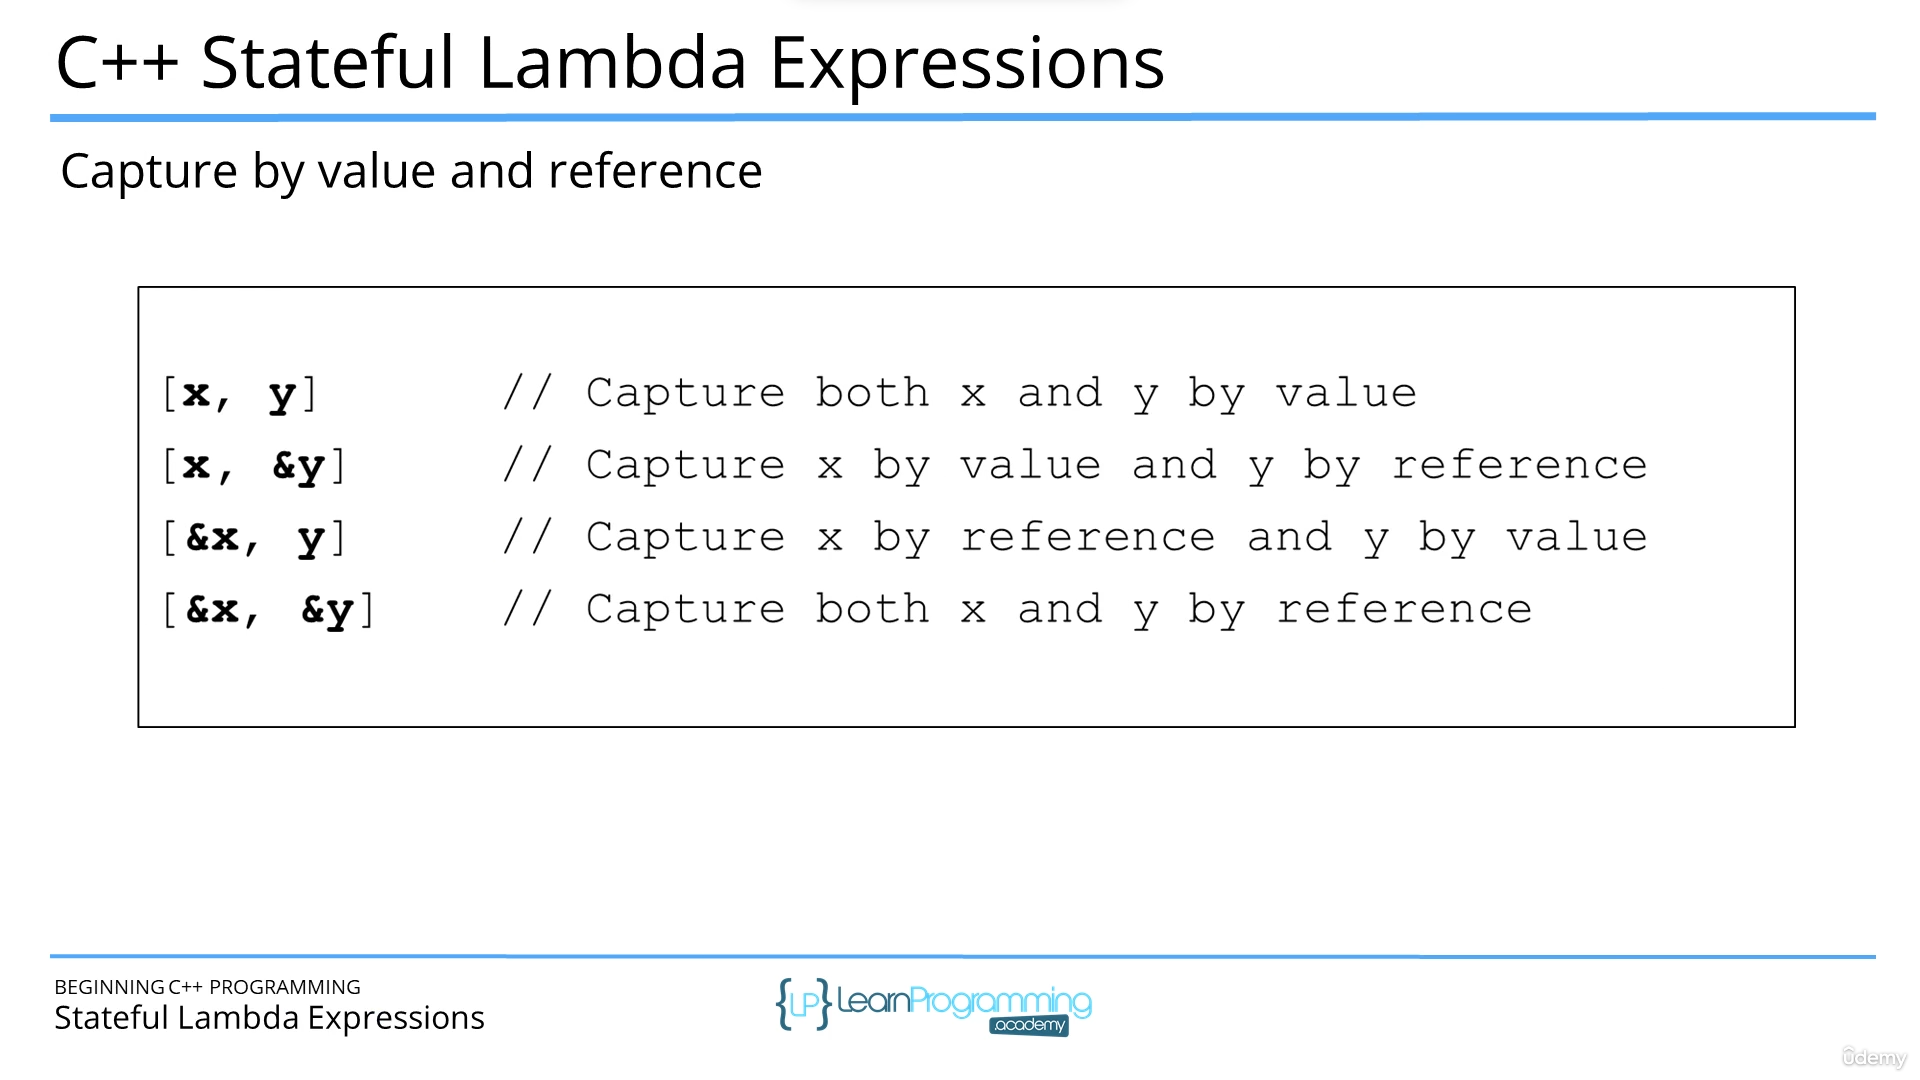 C++ Stateful Lambda Expressions
Capture by value and reference
[x, y] // Capture both x and y by value
[x, &y] // Capture x by value and y by reference
[&x, y] // Capture x by reference and y by value
[&x, &y] // Capture both x and y by reference
BEGINNING C++ PROGRAMMING
Stateful Lambda Expressions
{LP} LearnProgramming
.academy
ûdemy